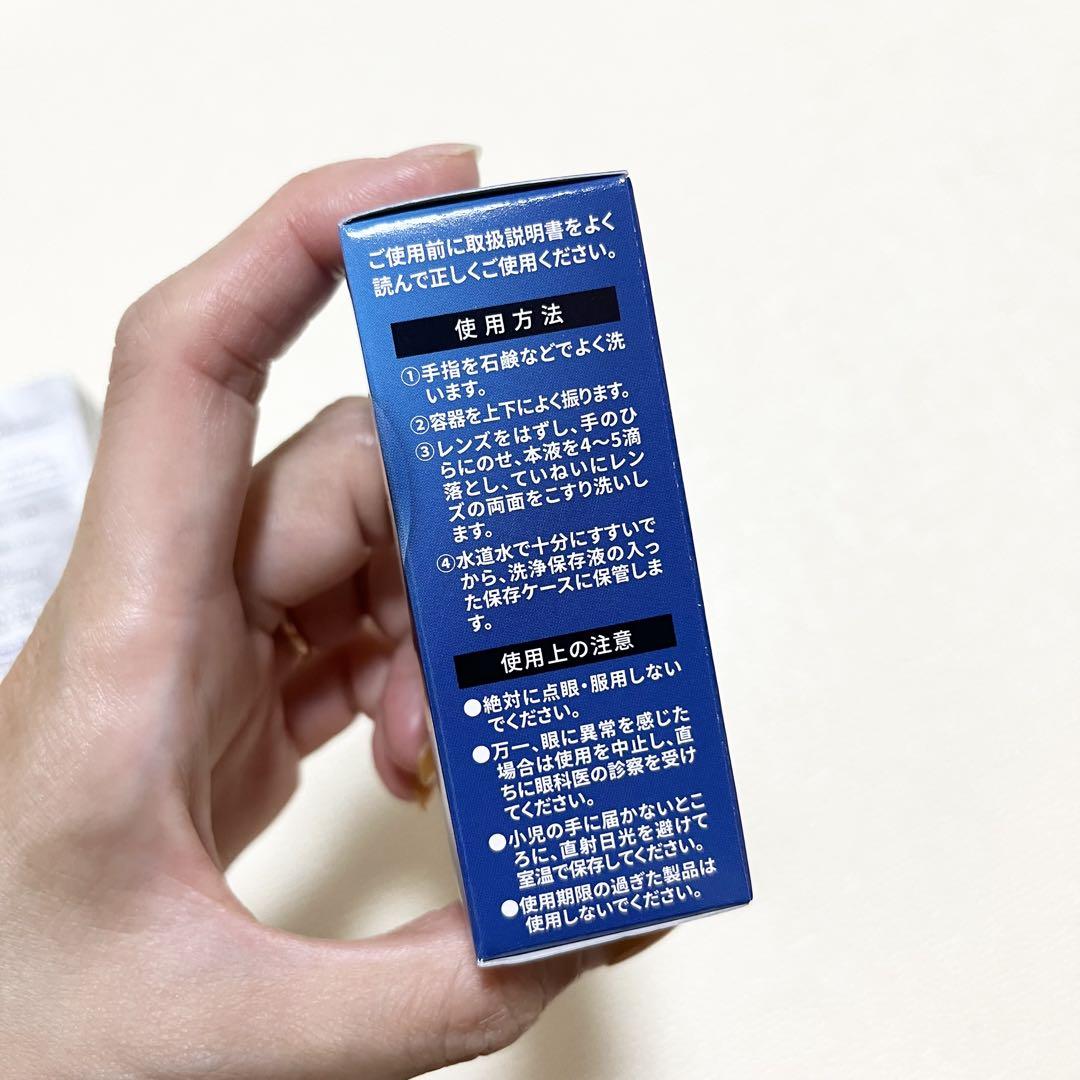 ご使用前に取扱説明書をよく
読んで正しくご使用ください。
使用方法
①手指を石鹸などでよく洗
います。
②容器を上下によく振ります。
③レンズをはずし、手のひ
らにのせ、本液を4〜5滴
落とし、ていねいにレン
ズの両面をこすり洗いし
ます。
④水道水で十分にすすいで
から、洗浄保存液の入っ
た保存ケースに保管しま
す。
使用上の注意
●絶対に点眼・服用しない
でください。
●万一、眼に異常を感じた
場合は使用を中止し、直
ちに眼科医の診察を受け
てください。
●小児の手に届かないとこ
ろに、直射日光を避けて
室温で保存してください。
●使用期限の過ぎた製品は
使用しないでください。